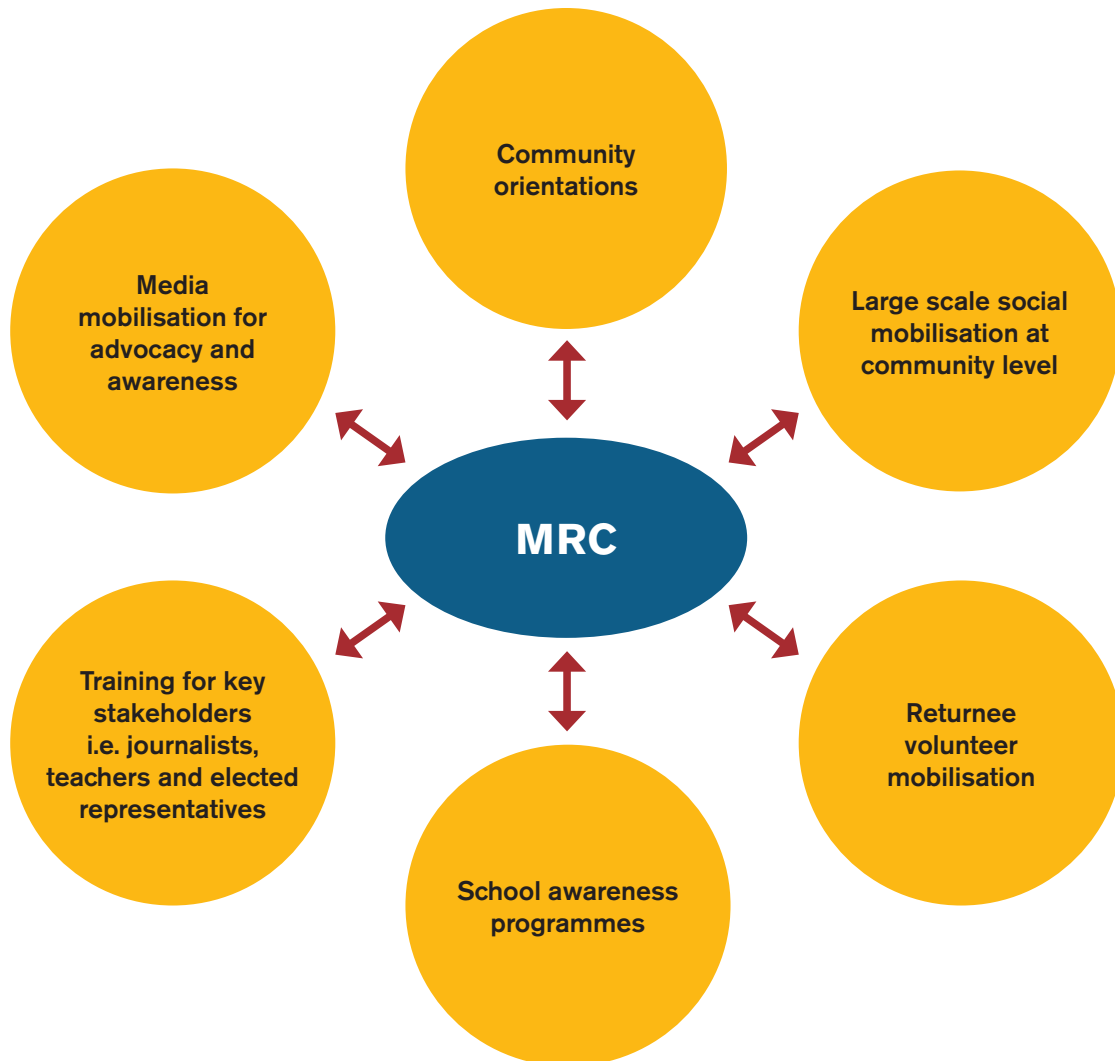 Community
orientations
Media
mobilisation for
advocacy and
awareness
Large scale social
mobilisation at
community level
MRC
Training for key
stakeholders
i.e. journalists,
teachers and elected
representatives
Returnee
volunteer
mobilisation
School awareness
programmes